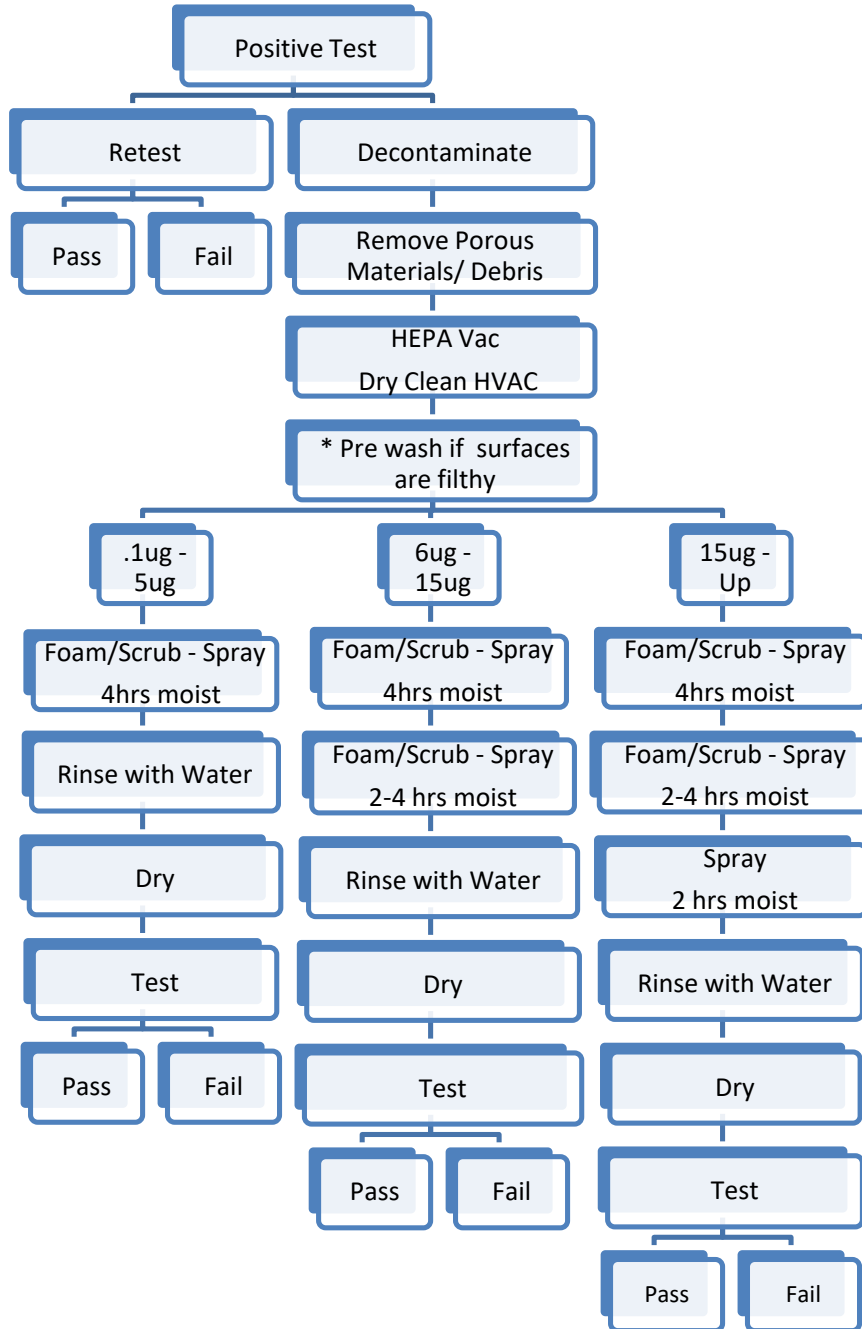 Positive Test
Retest
Decontaminate
Pass
Fail
Remove Porous
Materials/ Debris
HEPA Vac
Dry Clean HVAC
* Pre wash if surfaces
are filthy
.1ug -
5ug
6ug -
15ug
15ug -
Up
Foam/Scrub - Spray
4hrs moist
Foam/Scrub - Spray
4hrs moist
Foam/Scrub - Spray
4hrs moist
Rinse with Water
Foam/Scrub - Spray
2-4 hrs moist
Foam/Scrub - Spray
2-4 hrs moist
Dry
Rinse with Water
Spray
2 hrs moist
Test
Dry
Rinse with Water
Pass
Fail
Test
Dry
Pass
Fail
Test
Pass
Fail